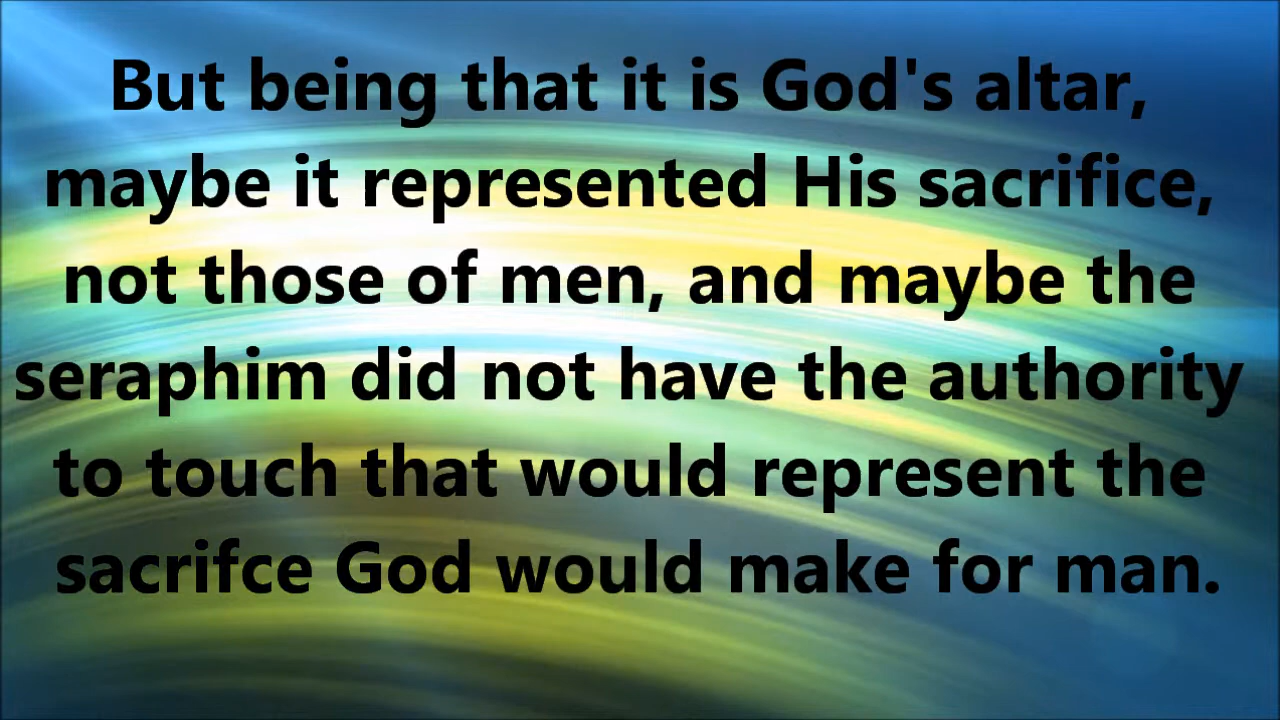 But being that it is God's altar,
maybe it represented His sacrifice,
not those of men, and maybe the
seraphim did not have the authority
to touch that would represent the
sacrifce God would make for man.